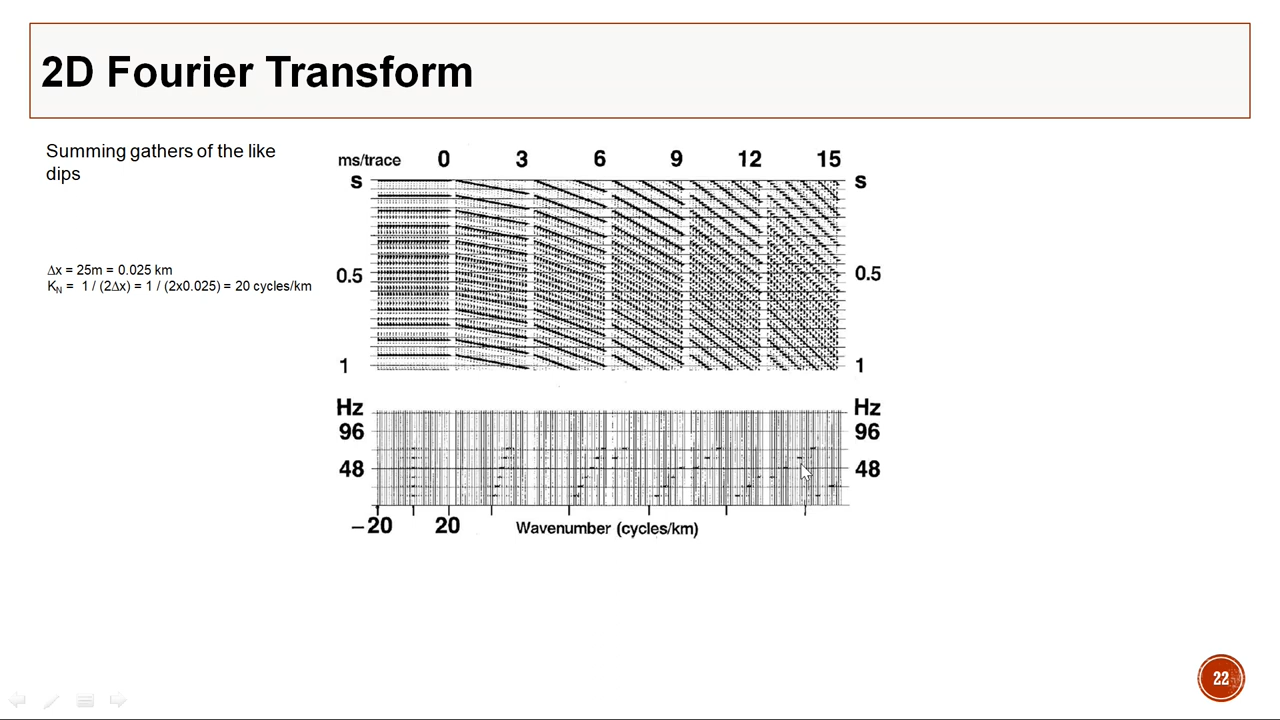 2D Fourier Transform
Summing gathers of the like
dips
Δx = 25m = 0.025 km
K_N = 1 / (2Δx) = 1 / (2x0.025) = 20 cycles/km
ms/trace 0 3 6 9 12 15
s s
0.5 0.5
1 1
Hz Hz
96 96
48 48
−20 20 Wavenumber (cycles/km)
22